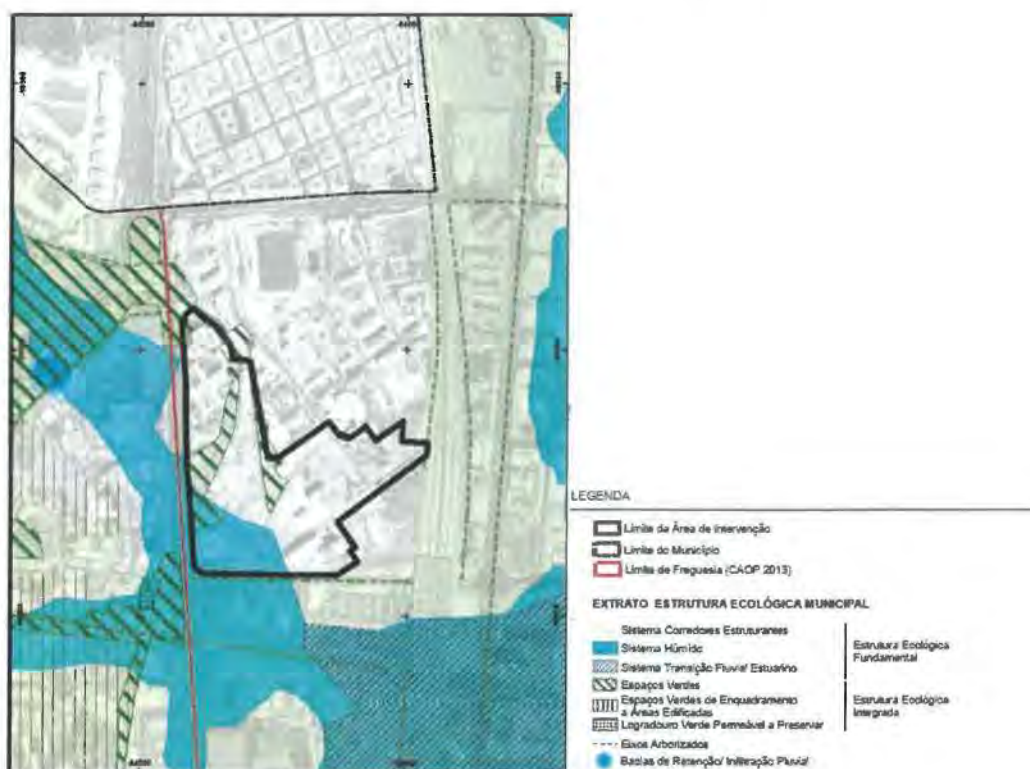 LEGENDA
Limite da Área de Intervenção
Limite do Município
Limite de Freguesia (CAOP 2013)
EXTRATO ESTRUTURA ECOLÓGICA MUNICIPAL
Sistema Corredores Estruturantes
Sistema Húmido
Sistema Transição Fluvial Estuarino
Espaços Verdes
Espaços Verdes de Enquadramento
a Áreas Edificadas
Logradouro Verde Permeável a Preservar
Eixos Arborizados
Bacias de Retenção/ Infiltração Pluvial
Estrutura Ecológica
Fundamental
Estrutura Ecológica
Integrada